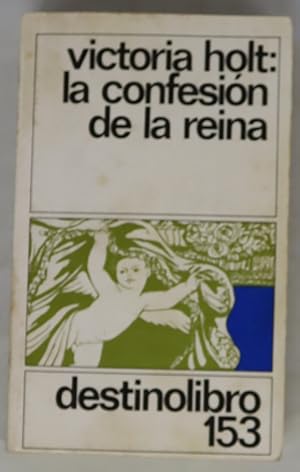 victoria holt:
la confesión
de la reina
destinolibro
153